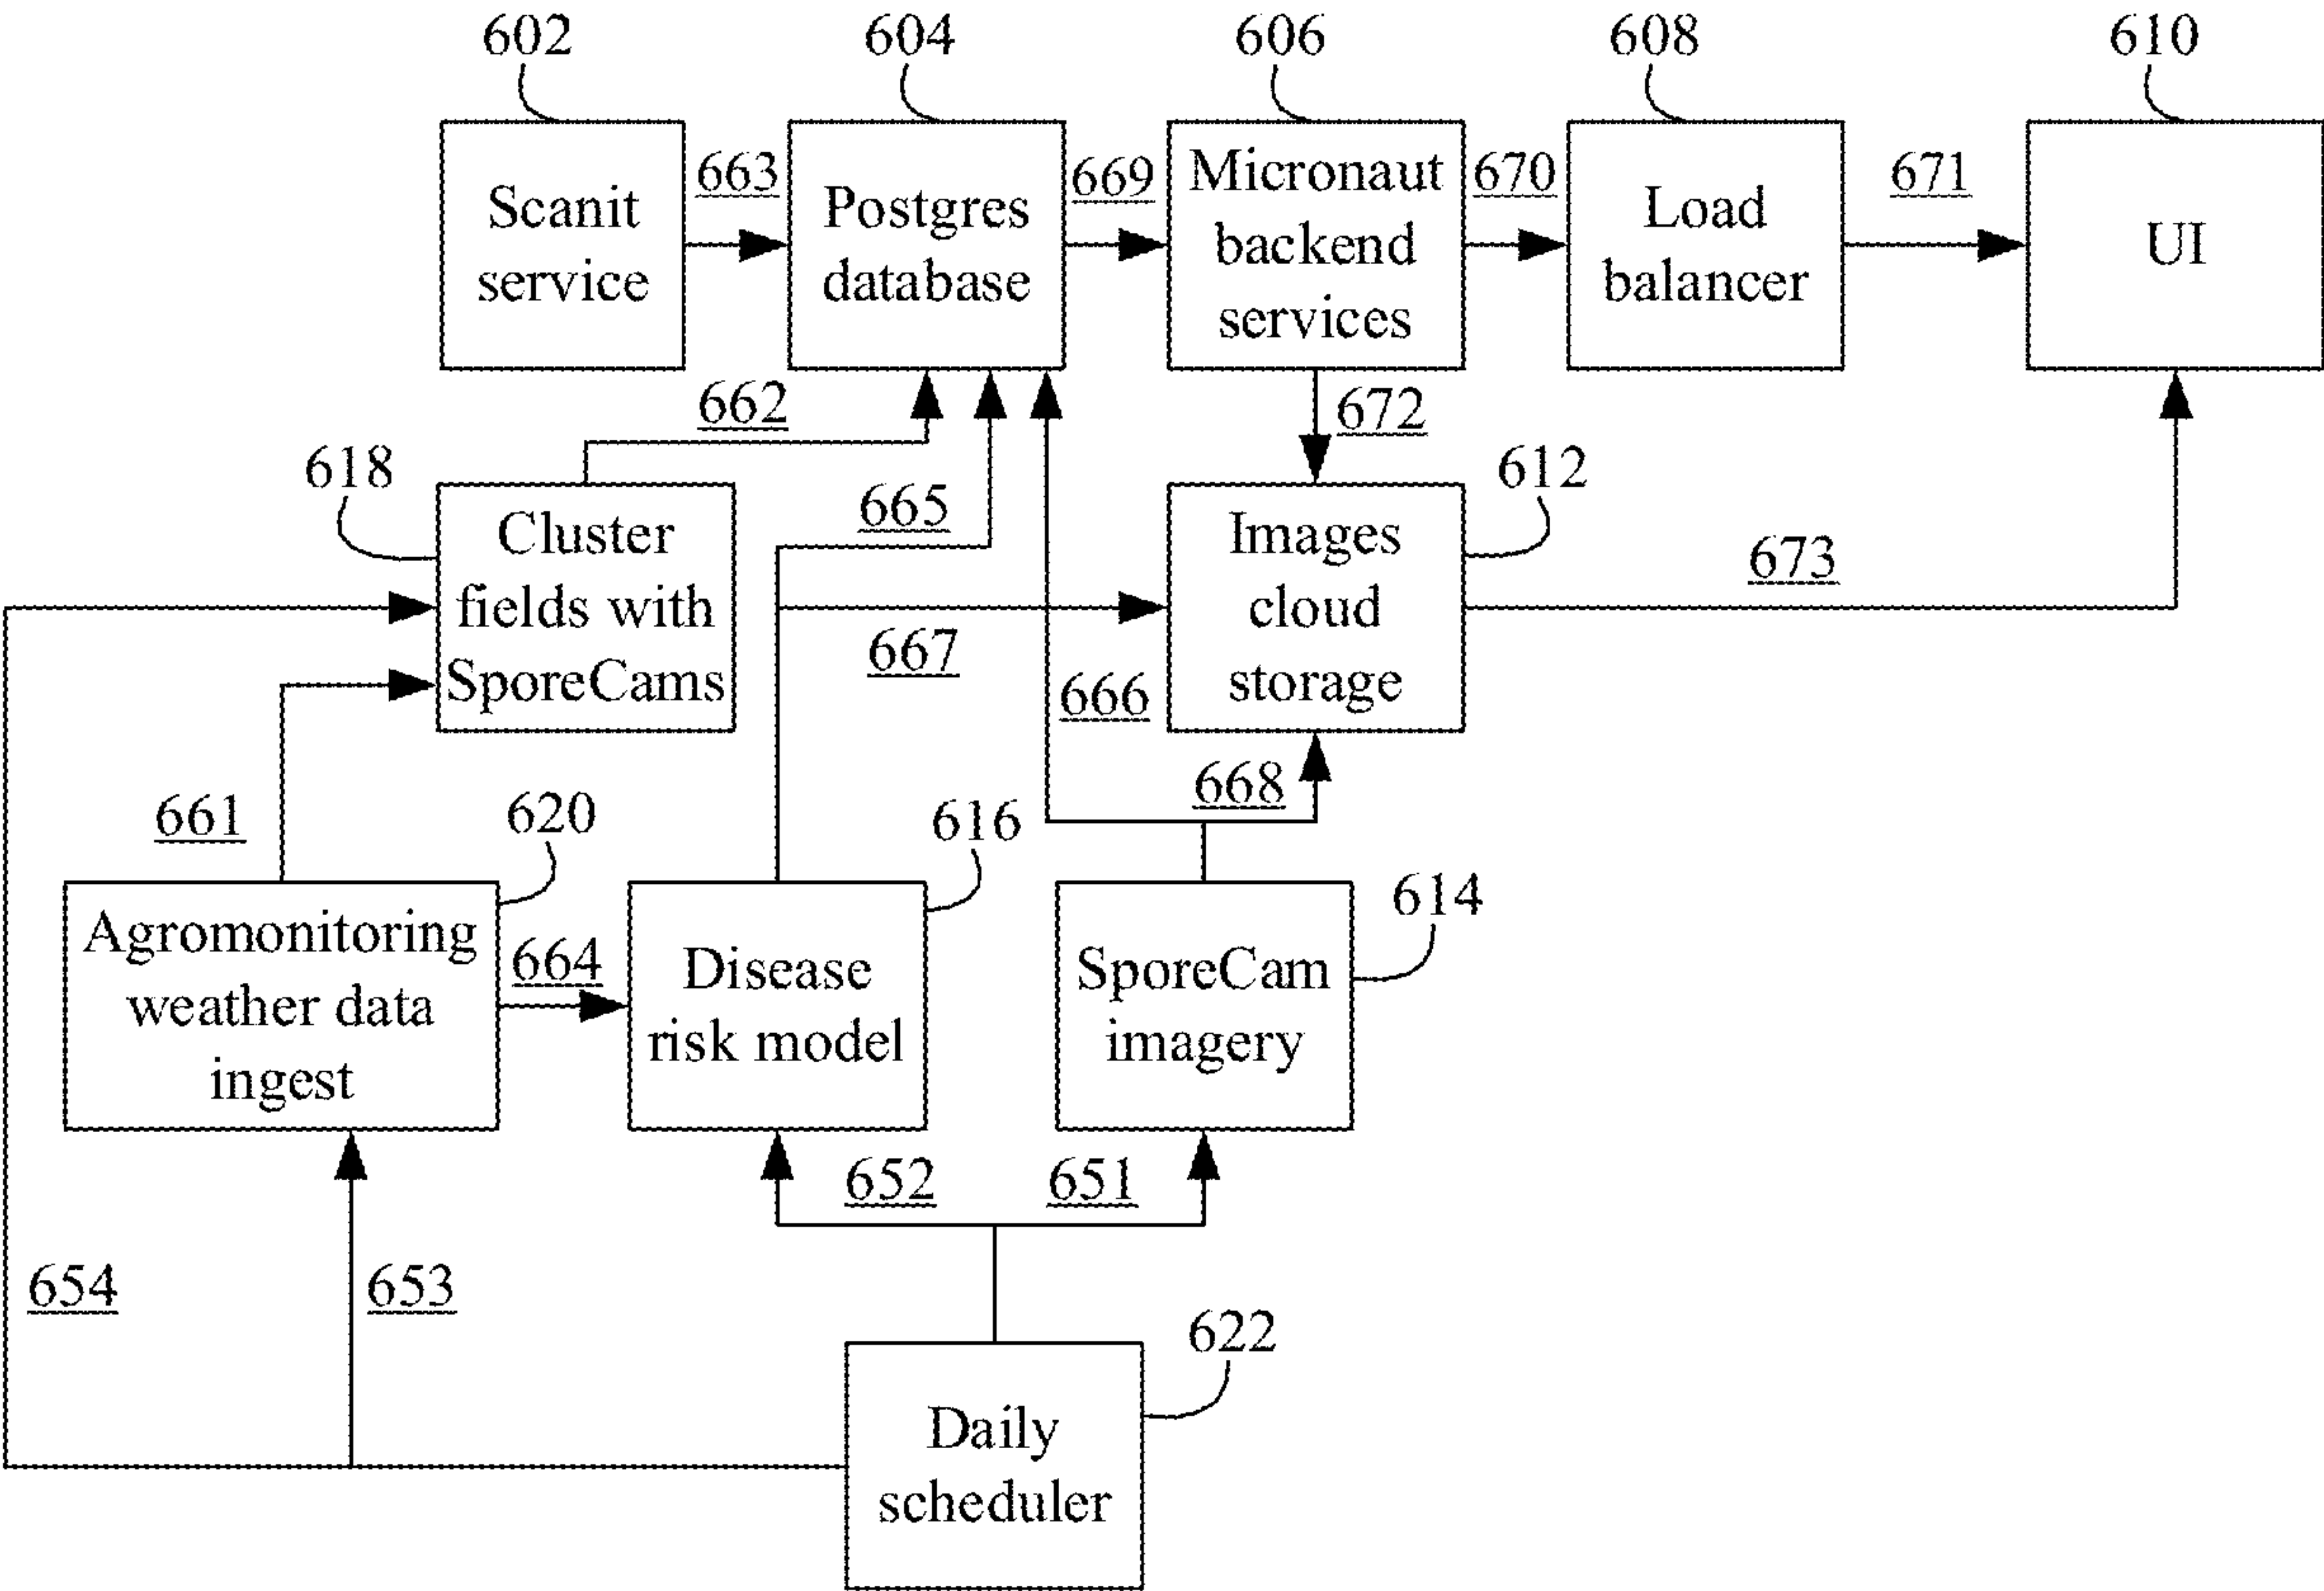 602
604
606
608
610
Scanit
service
663
Postgres
database
669
Micronaut
backend
services
670
Load
balancer
671
UI
662
672
618
Cluster
fields with
SporeCams
665
667
666
Images
cloud
storage
612
673
668
661
620
616
614
Agromonitoring
weather data
ingest
664
Disease
risk model
SporeCam
imagery
652
651
654
653
622
Daily
scheduler